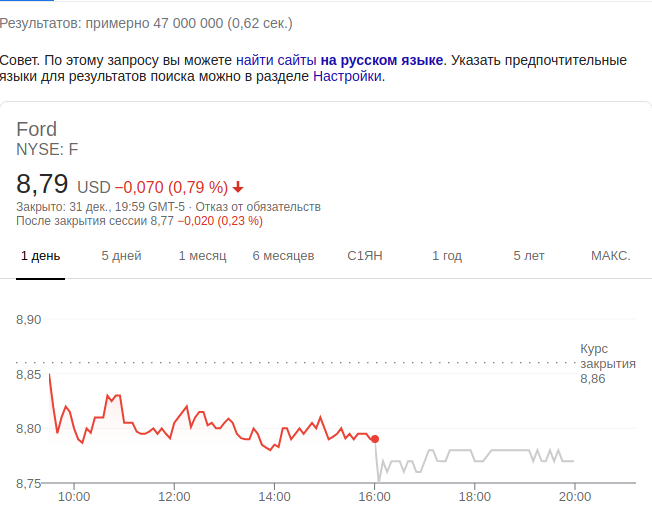 Результатов: примерно 47 000 000 (0,62 сек.)
Совет. По этому запросу вы можете найти сайты на русском языке. Указать предпочтительные
языки для результатов поиска можно в разделе Настройки.
Ford
NYSE: F
8,79 USD −0,070 (0,79 %)
Закрыто: 31 дек., 19:59 GMT-5 · Отказ от обязательств
После закрытия сессии 8,77 −0,020 (0,23 %)
1 день 5 дней 1 месяц 6 месяцев С1ЯН 1 год 5 лет МАКС.
8,90
Курс
закрытия
8,86
8,85
8,80
8,75
10:00 12:00 14:00 16:00 18:00 20:00